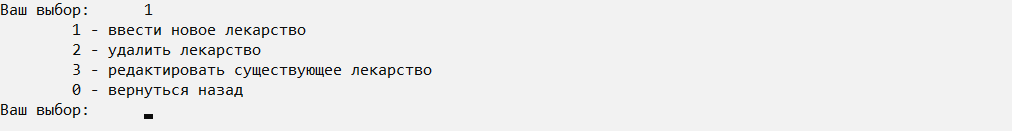 Ваш выбор: 1
1 - ввести новое лекарство
2 - удалить лекарство
3 - редактировать существующее лекарство
0 - вернуться назад
Ваш выбор: